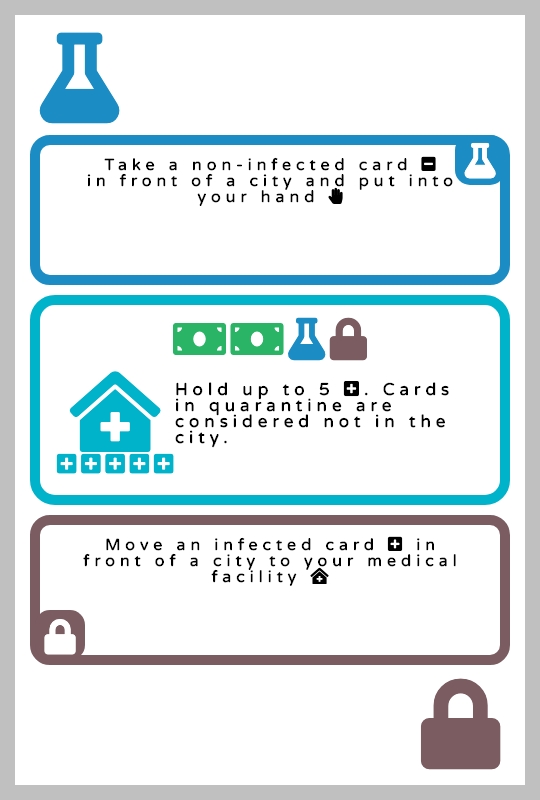 Take a non-infected card
in front of a city and put into
your hand
Hold up to 5 . Cards
in quarantine are
considered not in the
city.
Move an infected card in
front of a city to your medical
facility